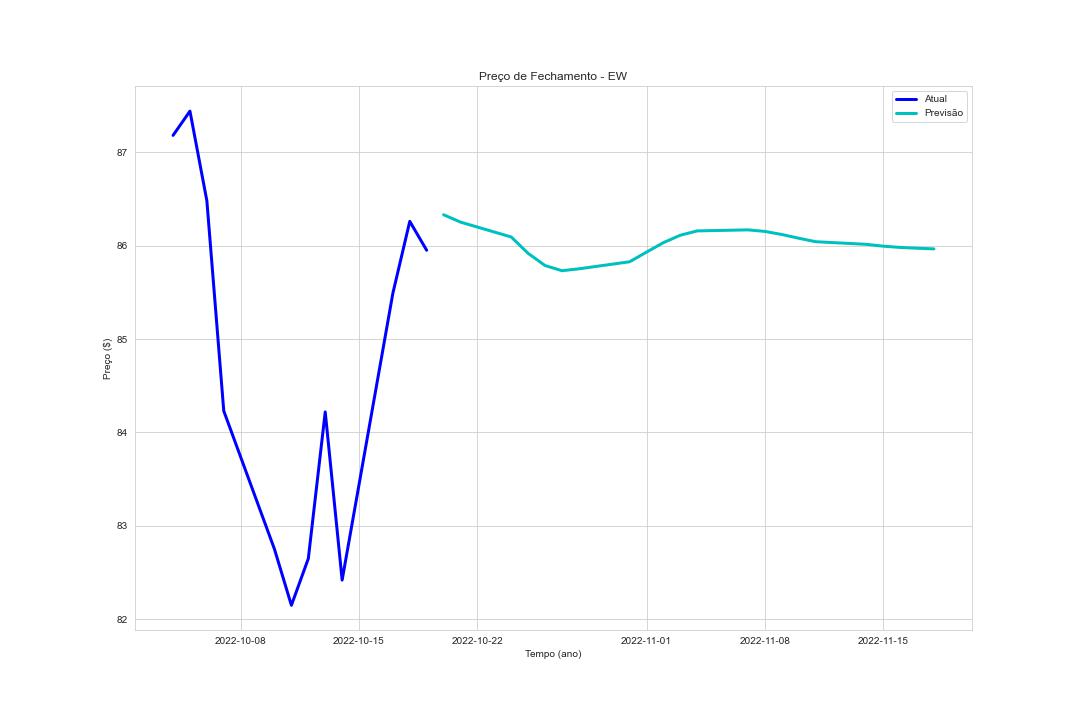 Preço de Fechamento - EW
Atual
Previsão
87
86
85
84
83
82
Preço ($)
2022-10-08
2022-10-15
2022-10-22
2022-11-01
2022-11-08
2022-11-15
Tempo (ano)